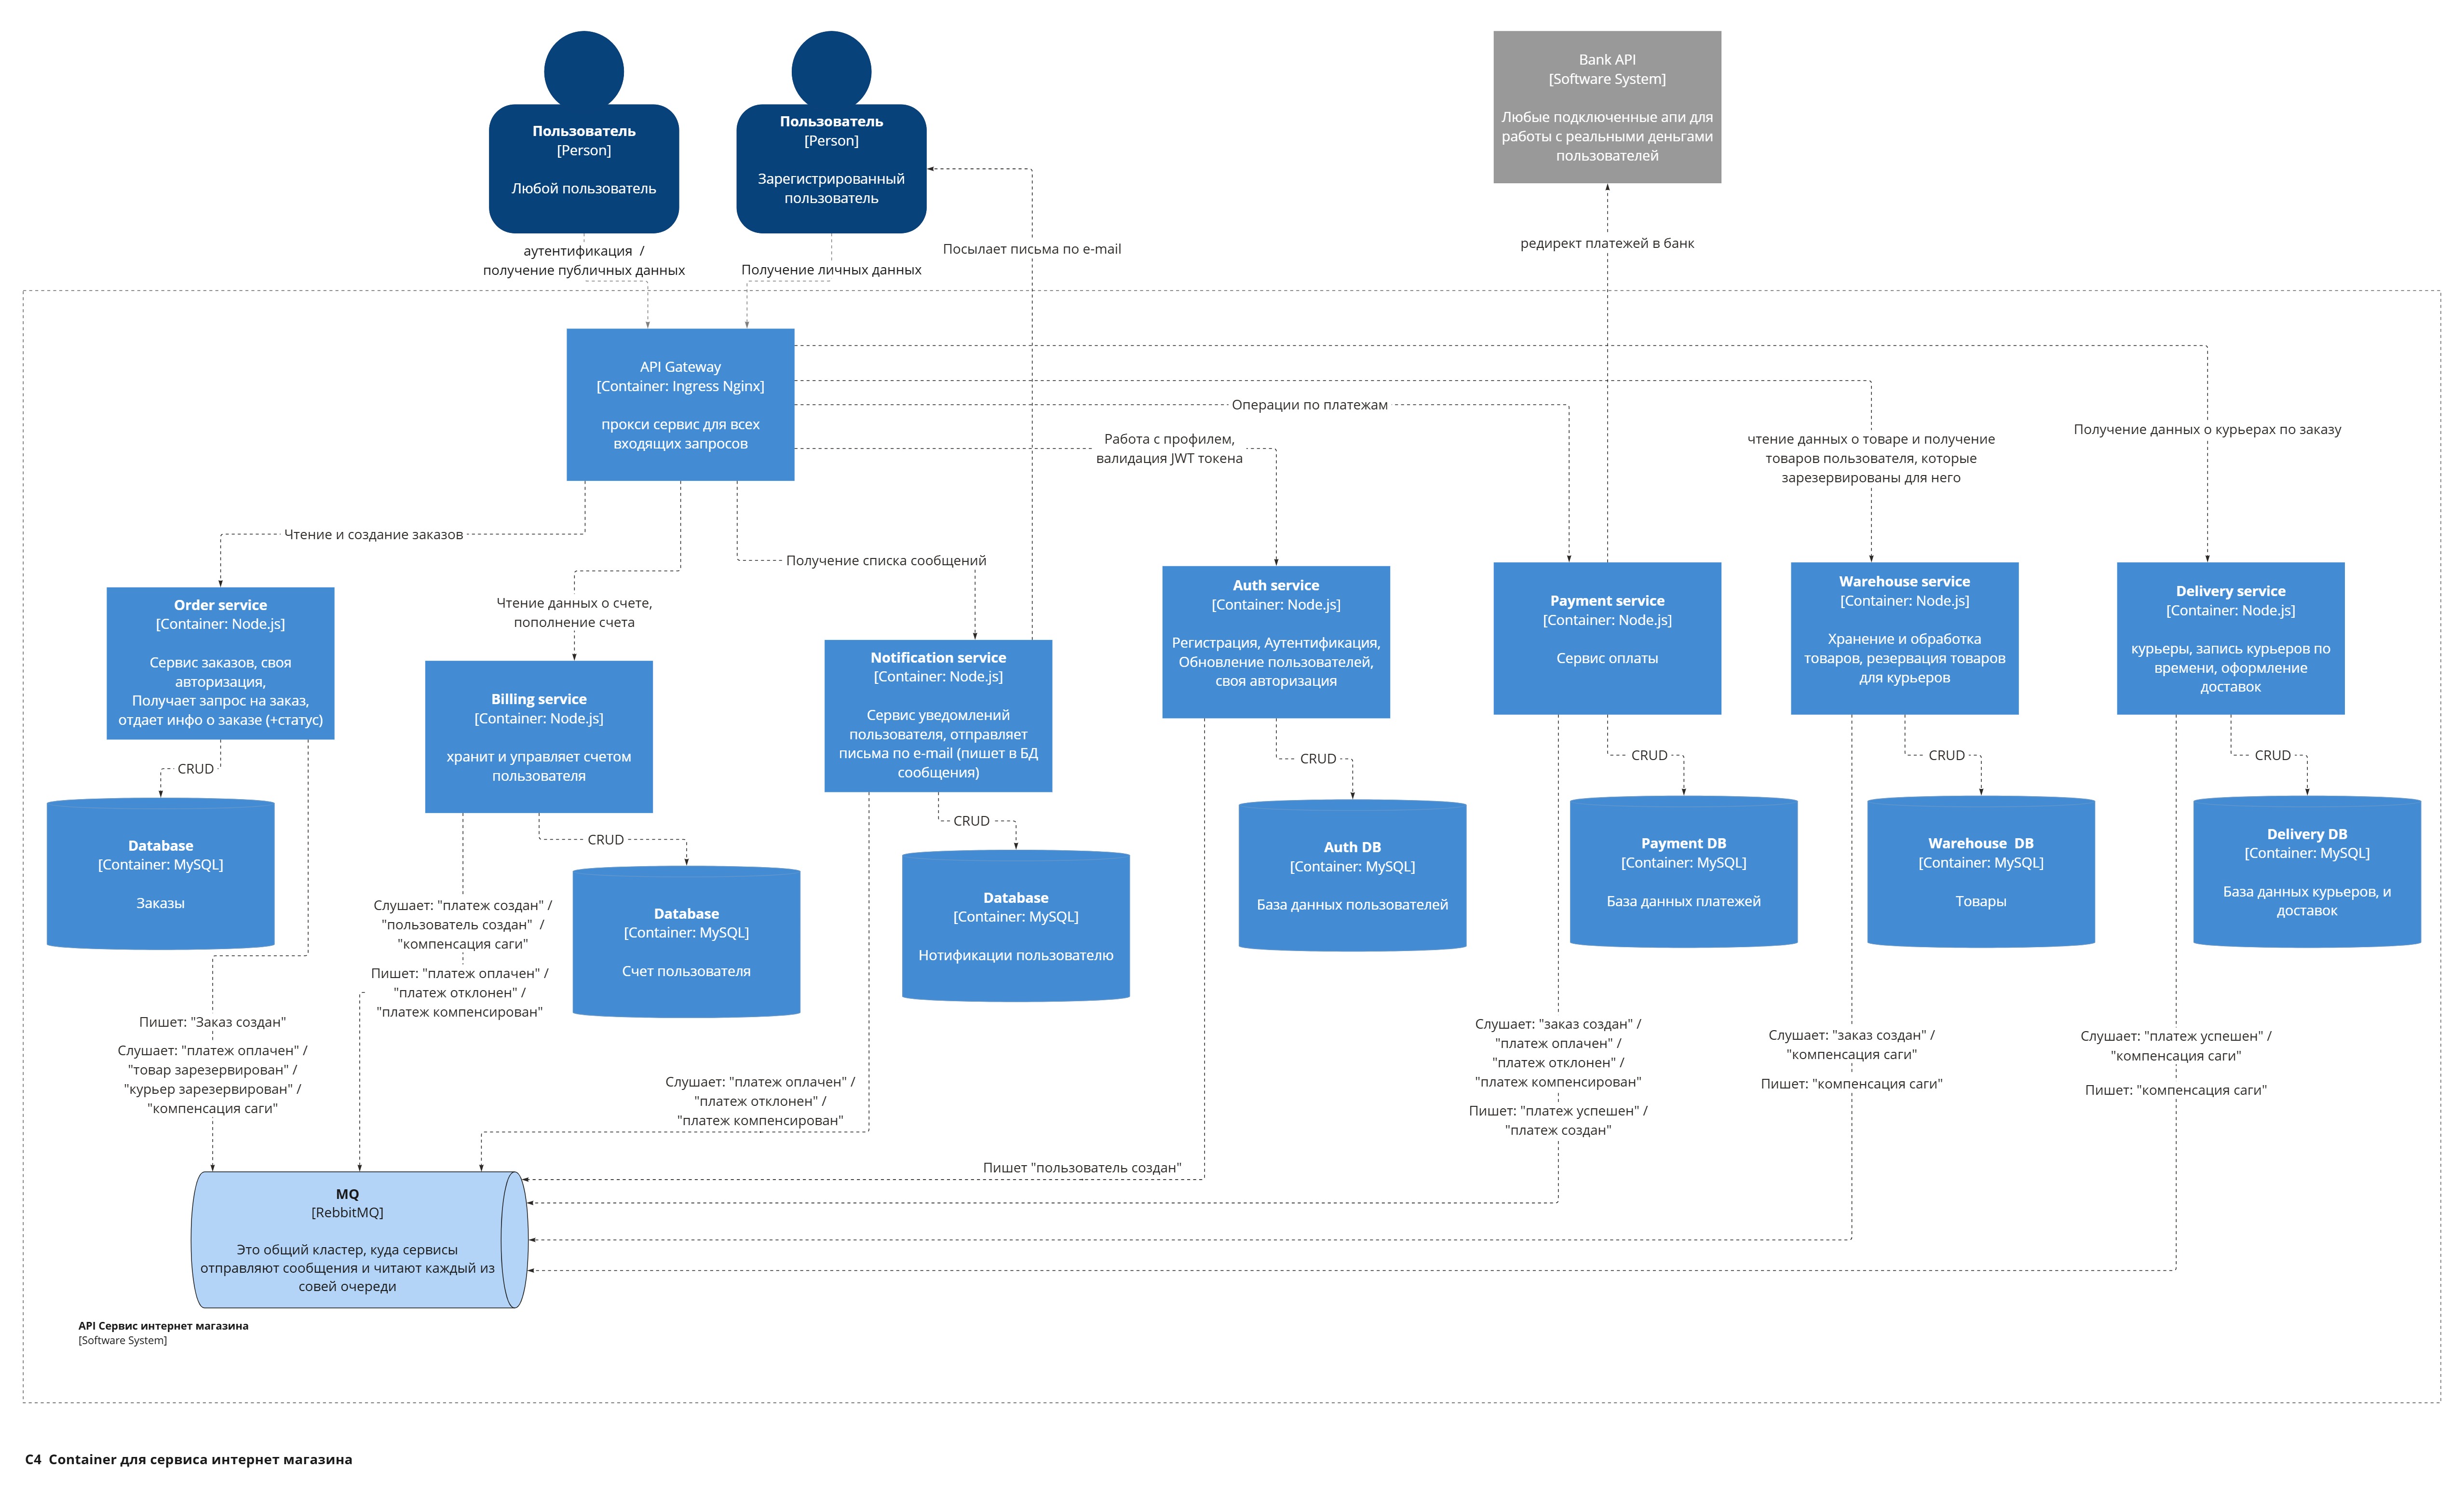 Пользователь
[Person]
Любой пользователь
Пользователь
[Person]
Зарегистрированный
пользователь
Bank API
[Software System]
Любые подключенные апи для
работы с реальными деньгами
пользователей
аутентификация  /
получение публичных данных
Получение личных данных
Посылает письма по e-mail
редирект платежей в банк
API Gateway
[Container: Ingress Nginx]
прокси сервис для всех
входящих запросов
Операции по платежам
Работа с профилем,
валидация JWT токена
чтение данных о товаре и получение
товаров пользователя, которые
зарезервированы для него
Получение данных о курьерах по заказу
Чтение и создание заказов
Чтение данных о счете,
пополнение счета
Получение списка сообщений
Order service
[Container: Node.js]
Сервис заказов, своя
авторизация,
Получает запрос на заказ,
отдает инфо о заказе (+статус)
Billing service
[Container: Node.js]
хранит и управляет счетом
пользователя
Notification service
[Container: Node.js]
Сервис уведомлений
пользователя, отправляет
письма по e-mail (пишет в БД
сообщения)
Auth service
[Container: Node.js]
Регистрация, Аутентификация,
Обновление пользователей,
своя авторизация
Payment service
[Container: Node.js]
Сервис оплаты
Warehouse service
[Container: Node.js]
Хранение и обработка
товаров, резервация товаров
для курьеров
Delivery service
[Container: Node.js]
курьеры, запись курьеров по
времени, оформление
доставок
CRUD
CRUD
CRUD
CRUD
CRUD
CRUD
CRUD
Database
[Container: MySQL]
Заказы
Database
[Container: MySQL]
Счет пользователя
Database
[Container: MySQL]
Нотификации пользователю
Auth DB
[Container: MySQL]
База данных пользователей
Payment DB
[Container: MySQL]
База данных платежей
Warehouse  DB
[Container: MySQL]
Товары
Delivery DB
[Container: MySQL]
База данных курьеров, и
доставок
Пишет: "Заказ создан"
Слушает: "платеж оплачен" /
"товар зарезервирован" /
"курьер зарезервирован" /
"компенсация саги"
Слушает: "платеж создан" /
"пользователь создан"  /
"компенсация саги"
Пишет: "платеж оплачен" /
"платеж отклонен" /
"платеж компенсирован"
Слушает: "платеж оплачен" /
"платеж отклонен" /
"платеж компенсирован"
Пишет "пользователь создан"
Слушает: "заказ создан" /
"платеж оплачен" /
"платеж отклонен" /
"платеж компенсирован"
Пишет: "платеж успешен" /
"платеж создан"
Слушает: "заказ создан" /
"компенсация саги"
Пишет: "компенсация саги"
Слушает: "платеж успешен" /
"компенсация саги"
Пишет: "компенсация саги"
MQ
[RebbitMQ]
Это общий кластер, куда сервисы
отправляют сообщения и читают каждый из
совей очереди
API Сервис интернет магазина
[Software System]
C4  Container для сервиса интернет магазина